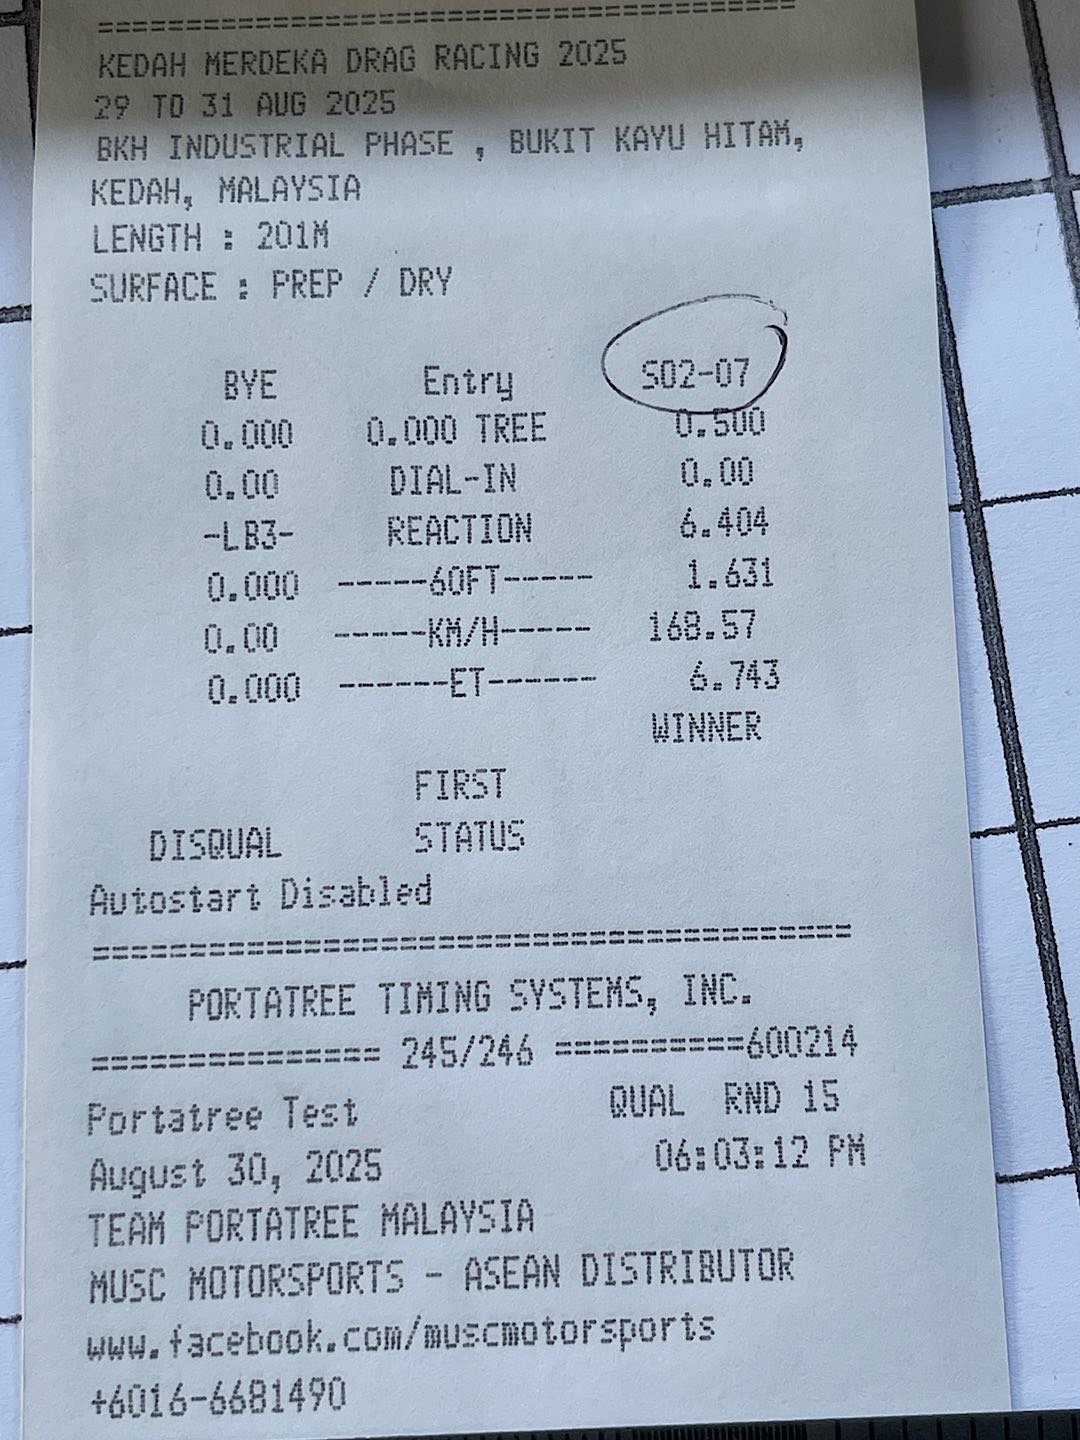 =======================================
KEDAH MERDEKA DRAG RACING 2025
29 TO 31 AUG 2025
BKH INDUSTRIAL PHASE , BUKIT KAYU HITAM,
KEDAH, MALAYSIA
LENGTH : 201M
SURFACE : PREP / DRY
BYE Entry S02-07
0.000 0.000 TREE 0.500
0.00 DIAL-IN 0.00
-LB3- REACTION 6.404
0.000 -----60FT----- 1.631
0.00 -----KM/H----- 168.57
0.000 ------ET------ 6.743
WINNER
FIRST
DISQUAL STATUS
Autostart Disabled
=======================================
PORTATREE TIMING SYSTEMS, INC.
=============== 245/246 ==========600214
Portatree Test QUAL RND 15
August 30, 2025 06:03:12 PM
TEAM PORTATREE MALAYSIA
MUSC MOTORSPORTS - ASEAN DISTRIBUTOR
www.facebook.com/muscmotorsports
+6016-6681490